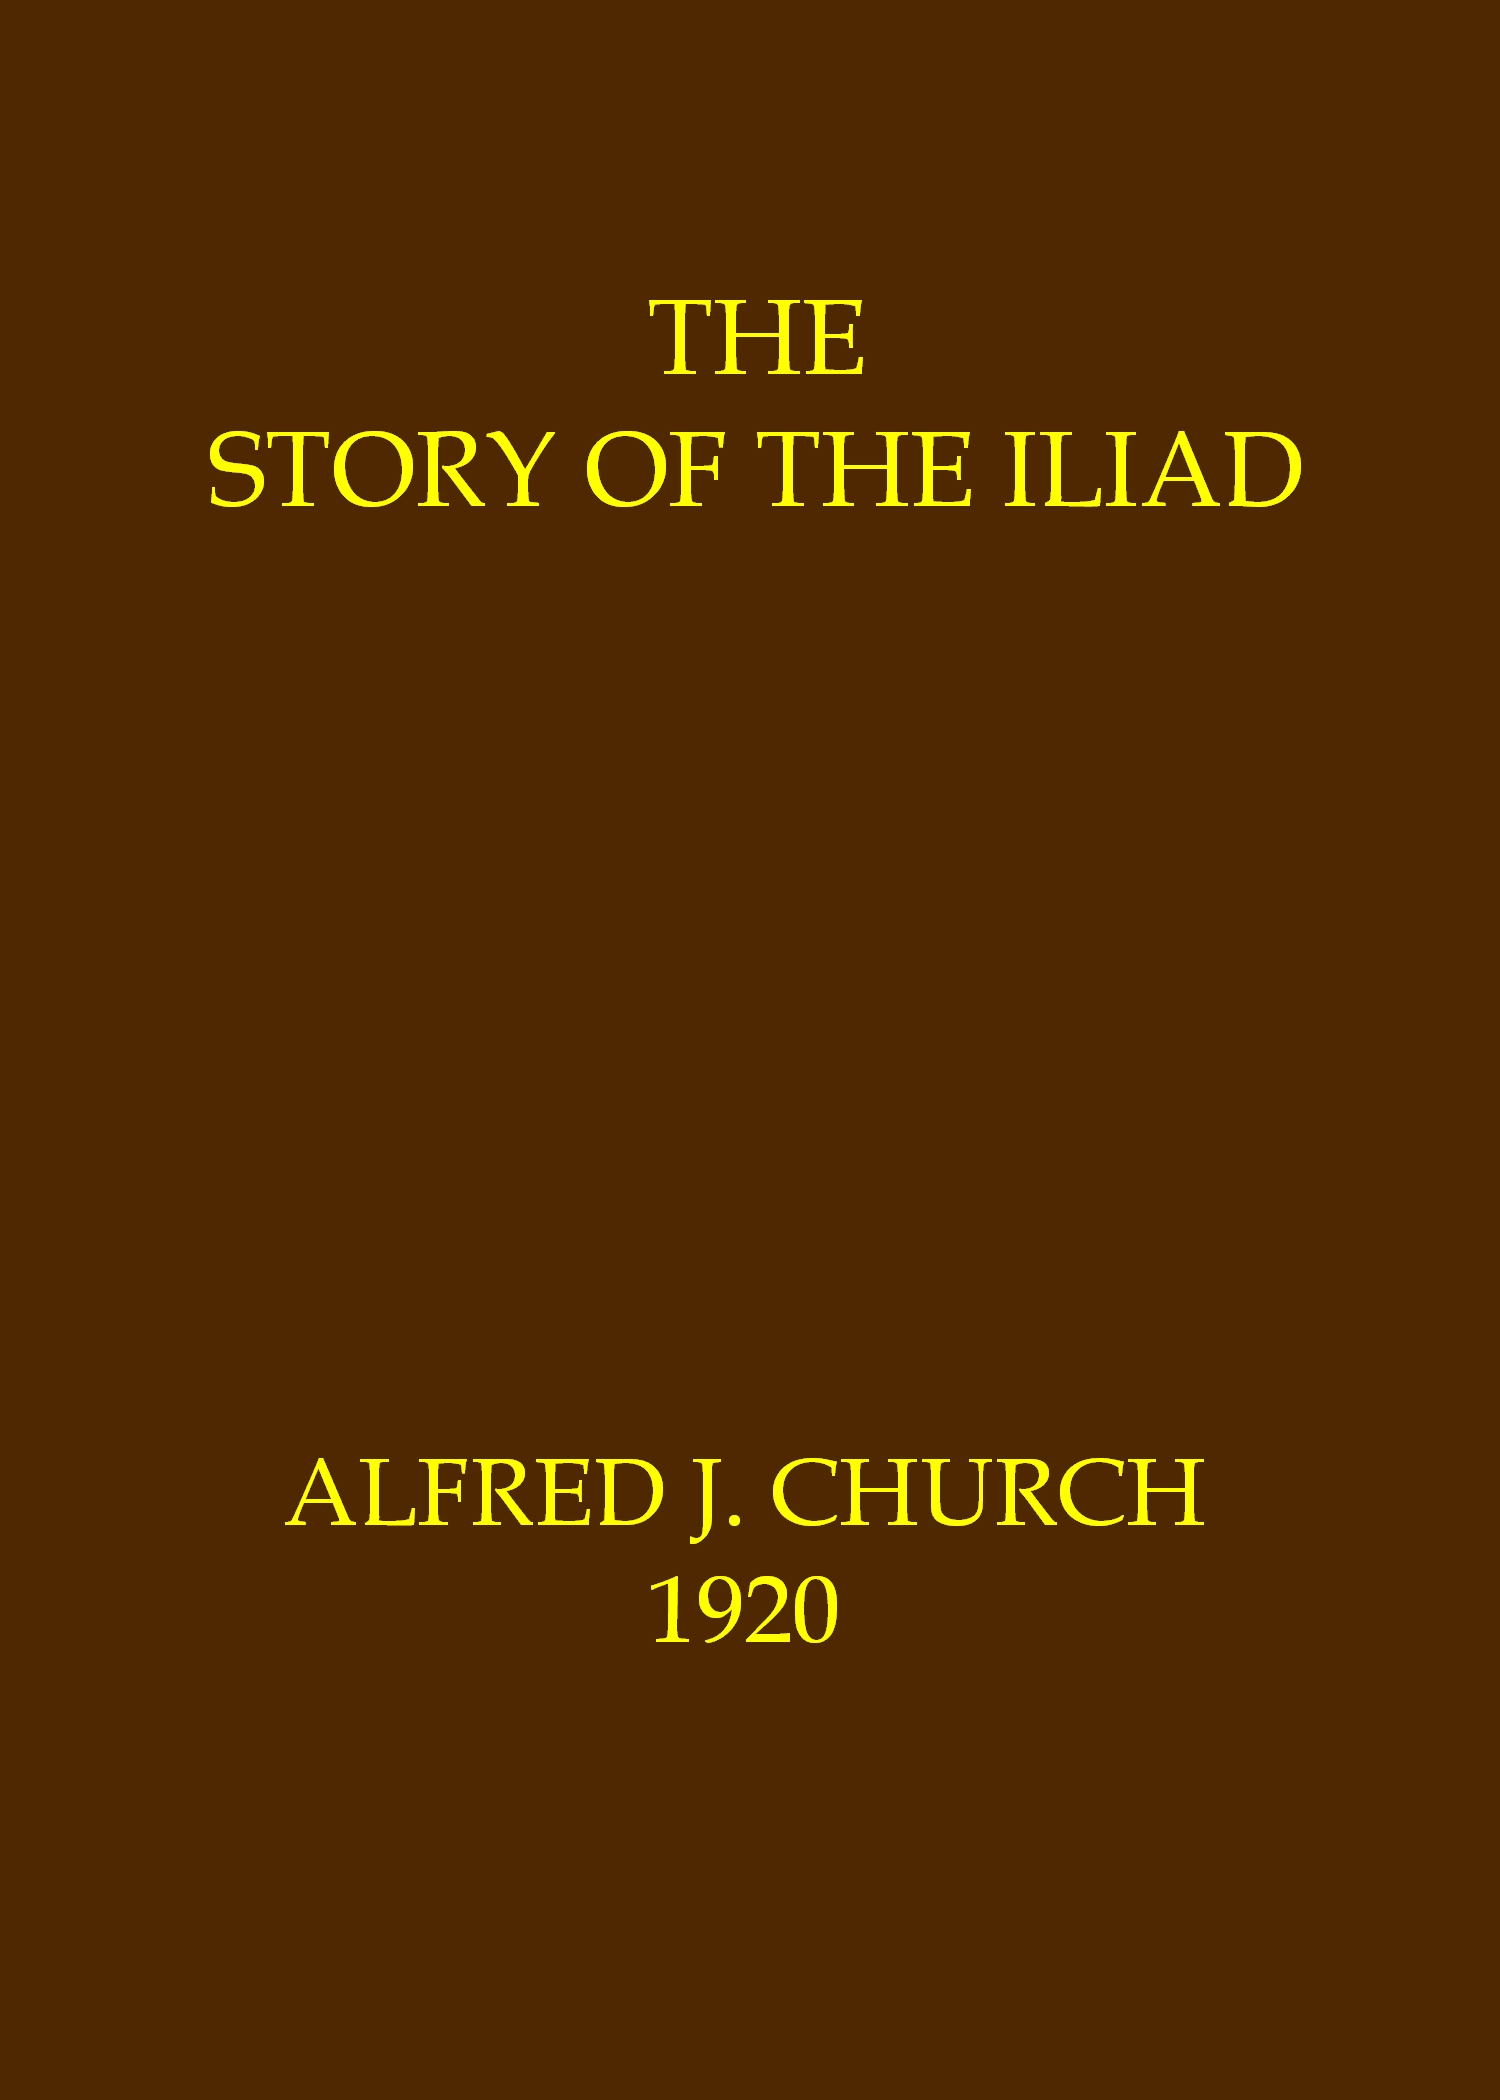 THE
STORY OF THE ILIAD
ALFRED J. CHURCH
1920